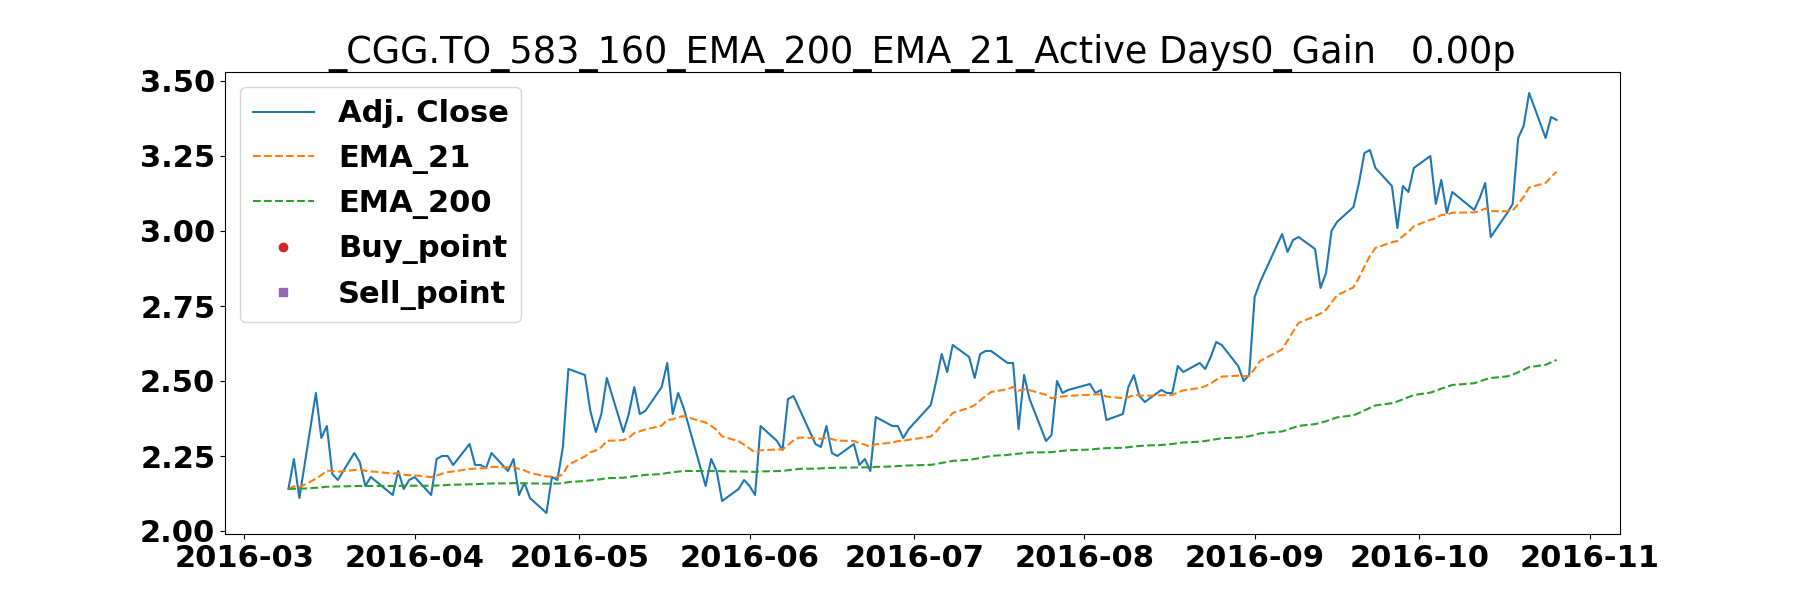 _CGG.TO_583_160_EMA_200_EMA_21_Active Days0_Gain   0.00p
3.50
3.25
3.00
2.75
2.50
2.25
2.00
Adj. Close
EMA_21
EMA_200
Buy_point
Sell_point
2016-03 2016-04 2016-05 2016-06 2016-07 2016-08 2016-09 2016-10 2016-11